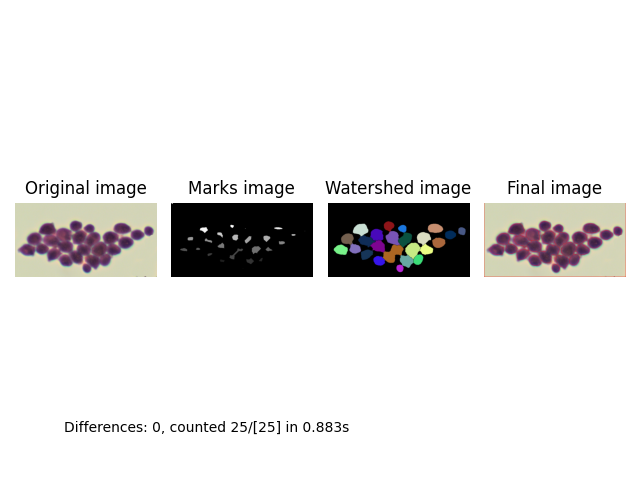 Original image
Marks image
Watershed image
Final image
Differences: 0, counted 25/[25] in 0.883s